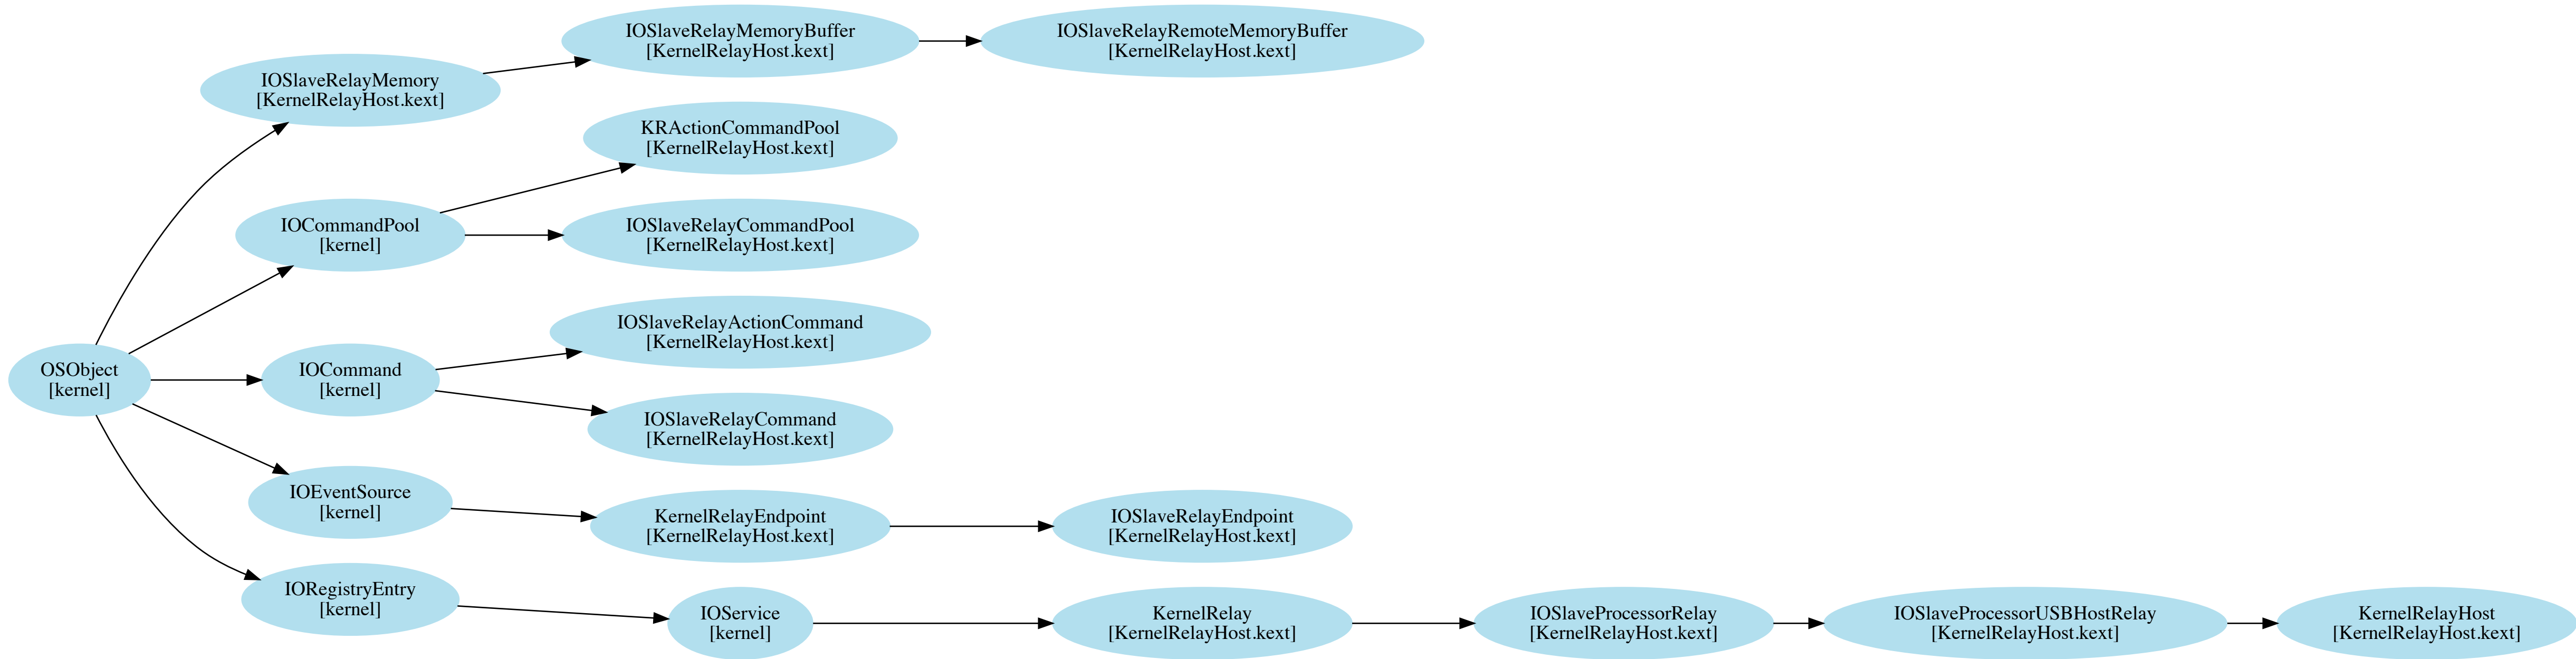 IOSlaveRelayMemoryBuffer
[KernelRelayHost.kext]
IOSlaveRelayRemoteMemoryBuffer
[KernelRelayHost.kext]
IOSlaveRelayMemory
[KernelRelayHost.kext]
KRActionCommandPool
[KernelRelayHost.kext]
IOCommandPool
[kernel]
IOSlaveRelayCommandPool
[KernelRelayHost.kext]
IOSlaveRelayActionCommand
[KernelRelayHost.kext]
OSObject
[kernel]
IOCommand
[kernel]
IOSlaveRelayCommand
[KernelRelayHost.kext]
IOEventSource
[kernel]
KernelRelayEndpoint
[KernelRelayHost.kext]
IOSlaveRelayEndpoint
[KernelRelayHost.kext]
IORegistryEntry
[kernel]
IOService
[kernel]
KernelRelay
[KernelRelayHost.kext]
IOSlaveProcessorRelay
[KernelRelayHost.kext]
IOSlaveProcessorUSBHostRelay
[KernelRelayHost.kext]
KernelRelayHost
[KernelRelayHost.kext]